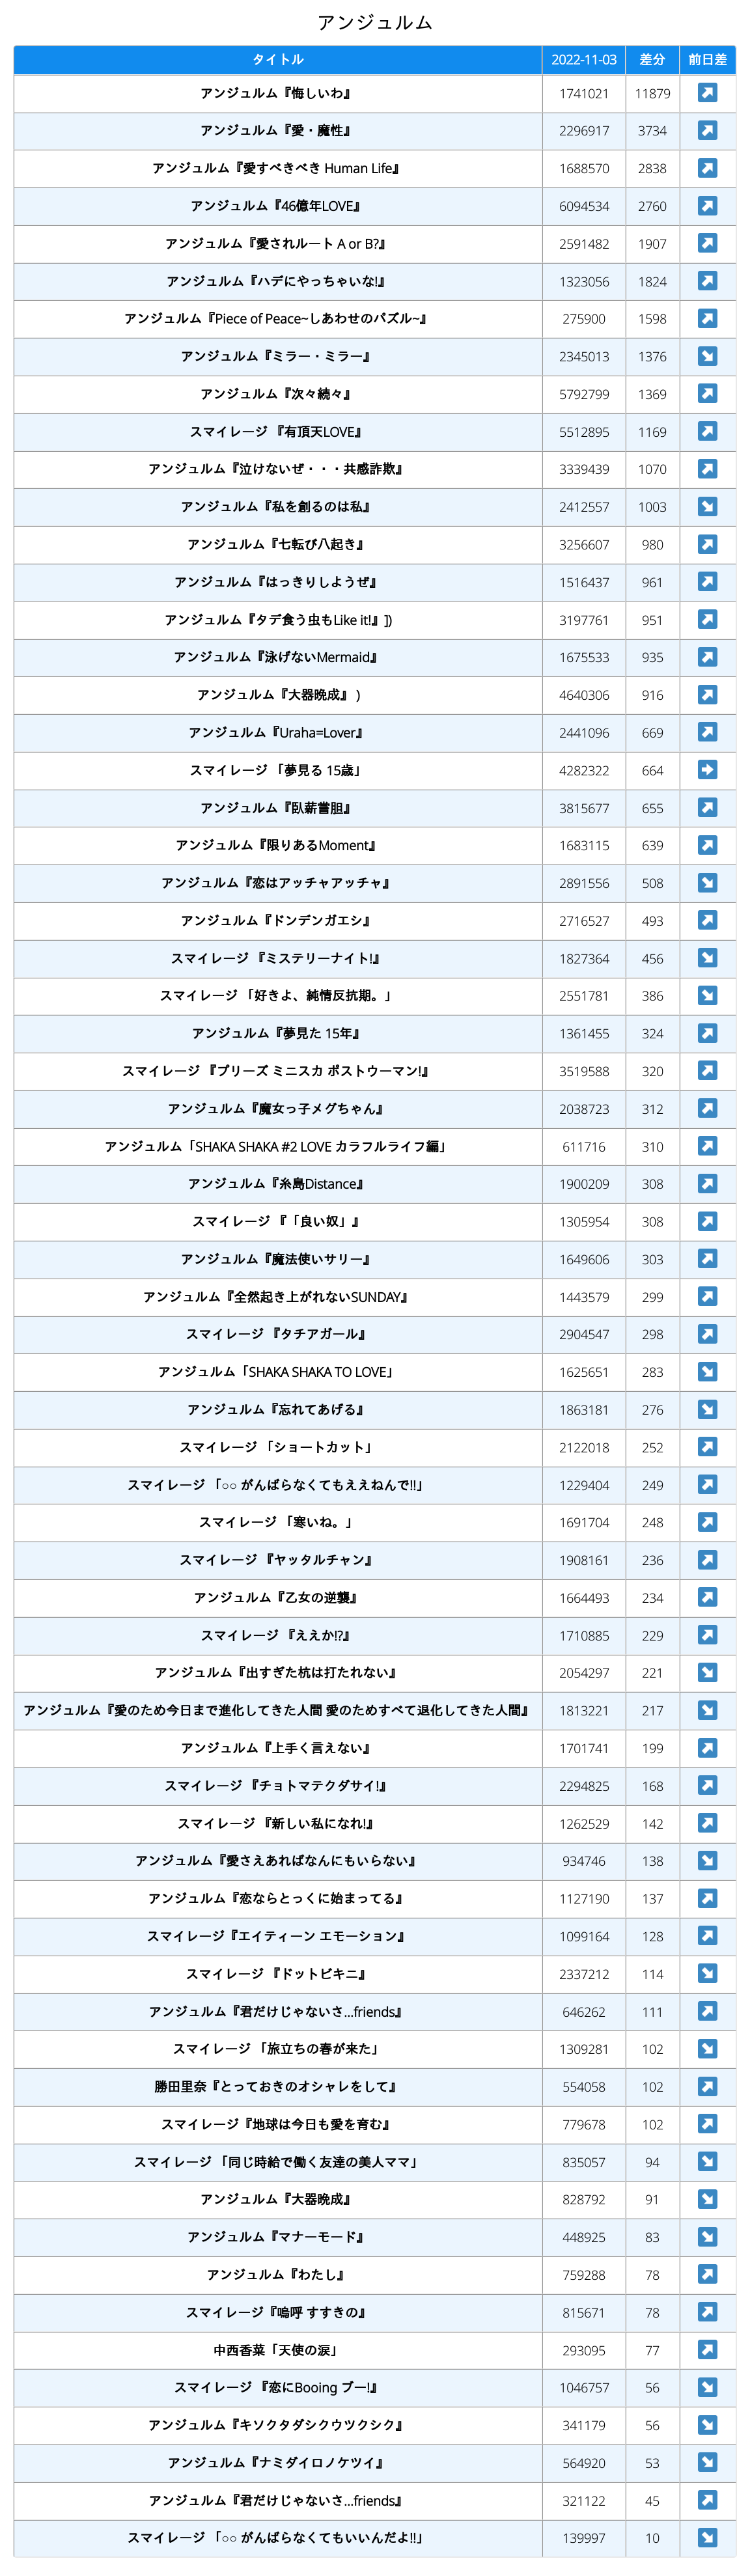 アンジュルム
タイトル 2022-11-03 差分 前日差
アンジュルム『悔しいわ』 1741021 11879 ↗
アンジュルム『愛・魔性』 2296917 3734 ↗
アンジュルム『愛すべきべき Human Life』 1688570 2838 ↗
アンジュルム『46億年LOVE』 6094534 2760 ↗
アンジュルム『愛されルート A or B?』 2591482 1907 ↗
アンジュルム『ハデにやっちゃいな!』 1323056 1824 ↗
アンジュルム『Piece of Peace~しあわせのパズル~』 275900 1598 ↗
アンジュルム『ミラー・ミラー』 2345013 1376 ↘
アンジュルム『次々続々』 5792799 1369 ↗
スマイレージ 『有頂天LOVE』 5512895 1169 ↗
アンジュルム『泣けないぜ・・・共感詐欺』 3339439 1070 ↗
アンジュルム『私を創るのは私』 2412557 1003 ↘
アンジュルム『七転び八起き』 3256607 980 ↗
アンジュルム『はっきりしようぜ』 1516437 961 ↗
アンジュルム『タデ食う虫もLike it!』]) 3197761 951 ↗
アンジュルム『泳げないMermaid』 1675533 935 ↗
アンジュルム『大器晩成』 ) 4640306 916 ↗
アンジュルム『Uraha=Lover』 2441096 669 ↗
スマイレージ 「夢見る 15歳」 4282322 664 ➡
アンジュルム『臥薪嘗胆』 3815677 655 ↗
アンジュルム『限りあるMoment』 1683115 639 ↗
アンジュルム『恋はアッチャアッチャ』 2891556 508 ↘
アンジュルム『ドンデンガエシ』 2716527 493 ↗
スマイレージ 『ミステリーナイト!』 1827364 456 ↘
スマイレージ 「好きよ、純情反抗期。」 2551781 386 ↘
アンジュルム『夢見た 15年』 1361455 324 ↗
スマイレージ 『プリーズ ミニスカ ポストウーマン!』 3519588 320 ↗
アンジュルム『魔女っ子メグちゃん』 2038723 312 ↗
アンジュルム「SHAKA SHAKA #2 LOVE カラフルライフ編」 611716 310 ↗
アンジュルム『糸島Distance』 1900209 308 ↗
スマイレージ 『「良い奴」』 1305954 308 ↗
アンジュルム『魔法使いサリー』 1649606 303 ↗
アンジュルム『全然起き上がれないSUNDAY』 1443579 299 ↗
スマイレージ 『タチアガール』 2904547 298 ↗
アンジュルム「SHAKA SHAKA TO LOVE」 1625651 283 ↘
アンジュルム『忘れてあげる』 1863181 276 ↘
スマイレージ 「ショートカット」 2122018 252 ↗
スマイレージ 「○○ がんばらなくてもええねんで!!」 1229404 249 ↗
スマイレージ 「寒いね。」 1691704 248 ↗
スマイレージ 『ヤッタルチャン』 1908161 236 ↗
アンジュルム『乙女の逆襲』 1664493 234 ↗
スマイレージ 『ええか!?』 1710885 229 ↗
アンジュルム『出すぎた杭は打たれない』 2054297 221 ↘
アンジュルム『愛のため今日まで進化してきた人間 愛のためすべて退化してきた人間』 1813221 217 ↘
アンジュルム『上手く言えない』 1701741 199 ↗
スマイレージ 『チョトマテクダサイ!』 2294825 168 ↗
スマイレージ 『新しい私になれ!』 1262529 142 ↗
アンジュルム『愛さえあればなんにもいらない』 934746 138 ↘
アンジュルム『恋ならとっくに始まってる』 1127190 137 ↗
スマイレージ『エイティーン エモーション』 1099164 128 ↗
スマイレージ 『ドットビキニ』 2337212 114 ↘
アンジュルム『君だけじゃないさ...friends』 646262 111 ↗
スマイレージ 「旅立ちの春が来た」 1309281 102 ↘
勝田里奈『とっておきのオシャレをして』 554058 102 ↗
スマイレージ『地球は今日も愛を育む』 779678 102 ↗
スマイレージ 「同じ時給で働く友達の美人ママ」 835057 94 ↘
アンジュルム『大器晩成』 828792 91 ↘
アンジュルム『マナーモード』 448925 83 ↘
アンジュルム『わたし』 759288 78 ↗
スマイレージ『嗚呼 すすきの』 815671 78 ↗
中西香菜「天使の涙」 293095 77 ↗
スマイレージ 『恋にBooing ブー!』 1046757 56 ↘
アンジュルム『キソクタダシクウツクシク』 341179 56 ↘
アンジュルム『ナミダイロノケツイ』 564920 53 ↘
アンジュルム『君だけじゃないさ...friends』 321122 45 ↗
スマイレージ 「○○ がんばらなくてもいいんだよ!!」 139997 10 ↘